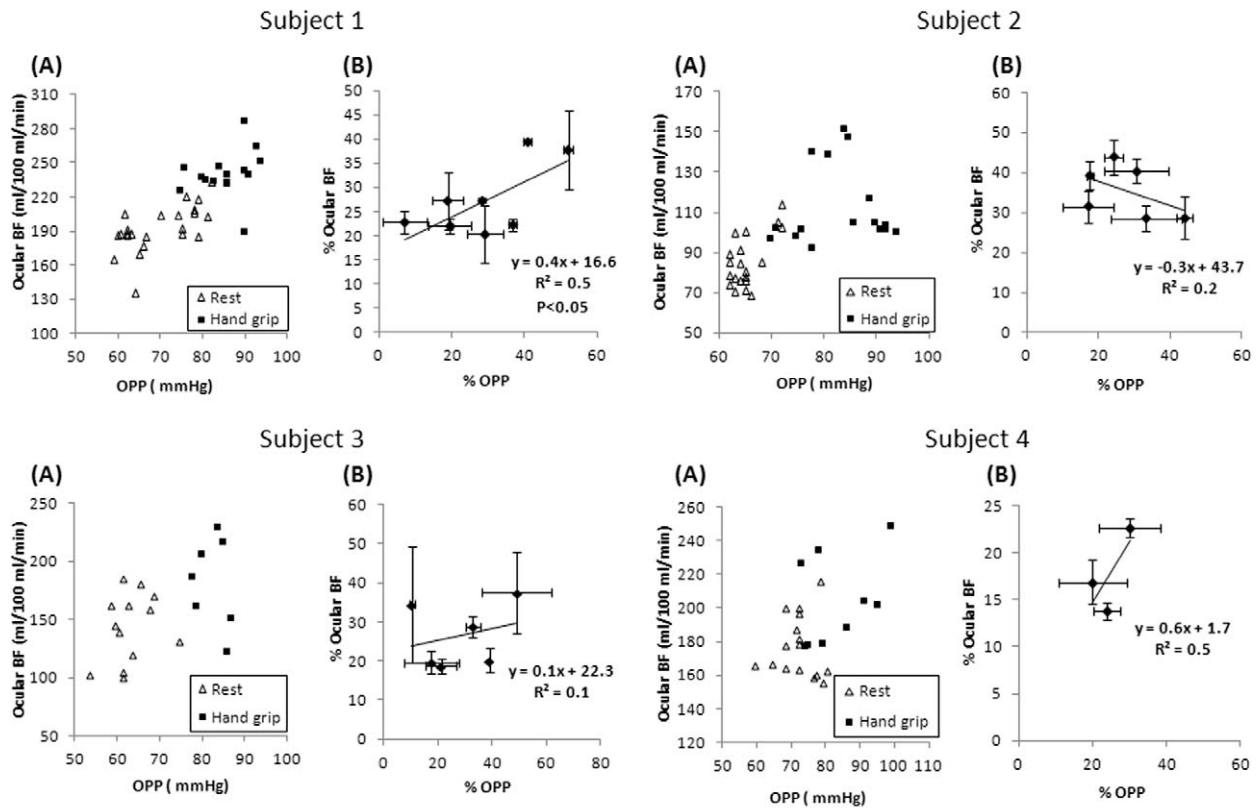 Subject 1
(A)
Ocular BF (ml/100 ml/min)
310
290
270
250
230
210
190
170
150
130
100
Rest
Hand grip
50 60 70 80 90 100
OPP ( mmHg)
(B)
% Ocular BF
50
45
40
35
30
25
20
15
10
5
0
y = 0.4x + 16.6
R² = 0.5
P<0.05
0 20 40 60
% OPP
Subject 2
(A)
Ocular BF (ml/100 ml/min)
170
150
130
110
90
70
50
Rest
Hand grip
60 70 80 90 100
OPP ( mmHg)
(B)
% Ocular BF
60
50
40
30
20
10
0
y = -0.3x + 43.7
R² = 0.2
0 20 40 60
% OPP
Subject 3
(A)
Ocular BF (ml/100 ml/min)
250
200
150
100
50
Rest
Hand grip
50 60 70 80 90 100
OPP ( mmHg)
(B)
% Ocular BF
60
50
40
30
20
10
0
y = 0.1x + 22.3
R² = 0.1
0 20 40 60 80
% OPP
Subject 4
(A)
Ocular BF (ml/100 ml/min)
260
240
220
200
180
160
140
120
Rest
Hand grip
50 60 70 80 90 100 110
OPP ( mmHg)
(B)
% Ocular BF
25
20
15
10
5
0
y = 0.6x + 1.7
R² = 0.5
0 20 40 60
% OPP